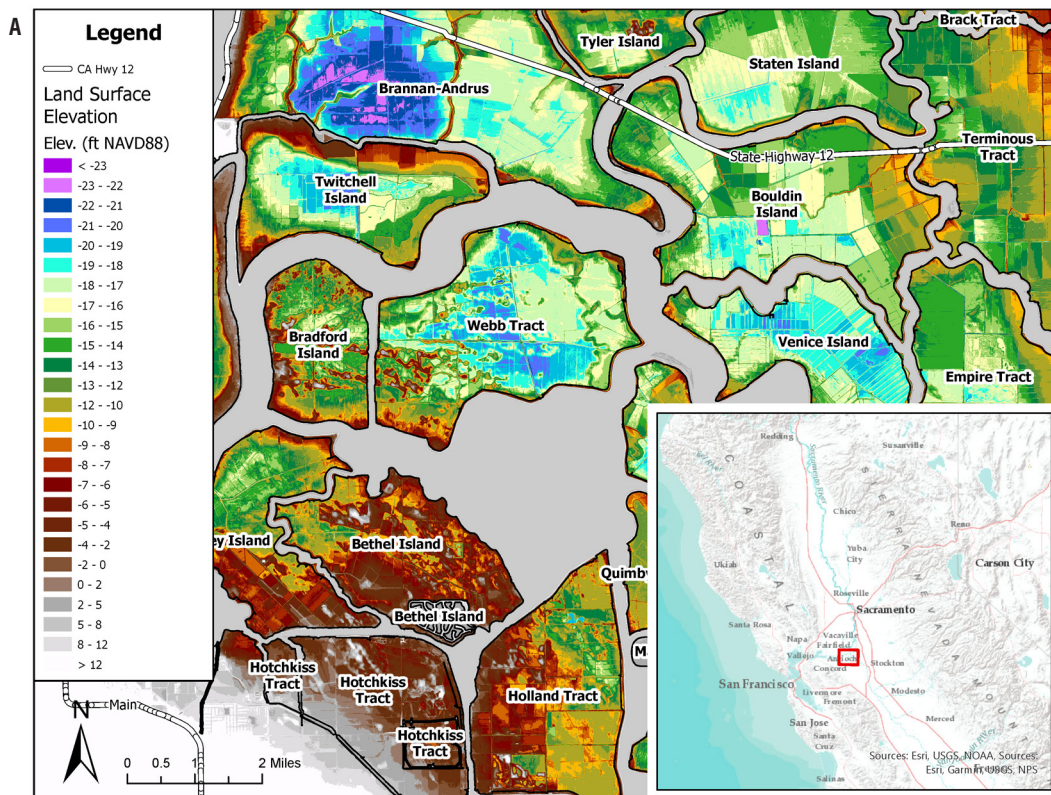 A
Legend
CA Hwy 12
Land Surface
Elevation
Elev. (ft NAVD88)
< -23
-23 - -22
-22 - -21
-21 - -20
-20 - -19
-19 - -18
-18 - -17
-17 - -16
-16 - -15
-15 - -14
-14 - -13
-13 - -12
-12 - -10
-10 - -9
-9 - -8
-8 - -7
-7 - -6
-6 - -5
-5 - -4
-4 - -2
-2 - 0
0 - 2
2 - 5
5 - 8
8 - 12
> 12
Tyler Island
Brack Tract
Staten Island
Brannan-Andrus
State Highway 12
Terminous
Tract
Twitchell
Island
Bouldin
Island
Bradford
Island
Webb Tract
Venice Island
Empire Tract
ey Island
Bethel Island
Quimby
Bethel Island
Ma
Hotchkiss
Tract
Hotchkiss
Tract
Holland Tract
Hotchkiss
Tract
Main
N
0 0.5 1 2 Miles
Redding
Susanville
Sacramento River
COASTAL
SIERRA NEVADA
MOUN
Chico
Reno
Yuba
City
Ukiah
Carson City
Roseville
Sacramento
Santa Rosa
Napa
Vacaville
Fairfield
Vallejo
Antioch
Concord
Stockton
San Francisco
Livermore
Fremont
Modesto
San Jose
Merced
Santa
Cruz
Salinas
Sources: Esri, USGS, NOAA, Sources:
Esri, Garmin, USGS, NPS